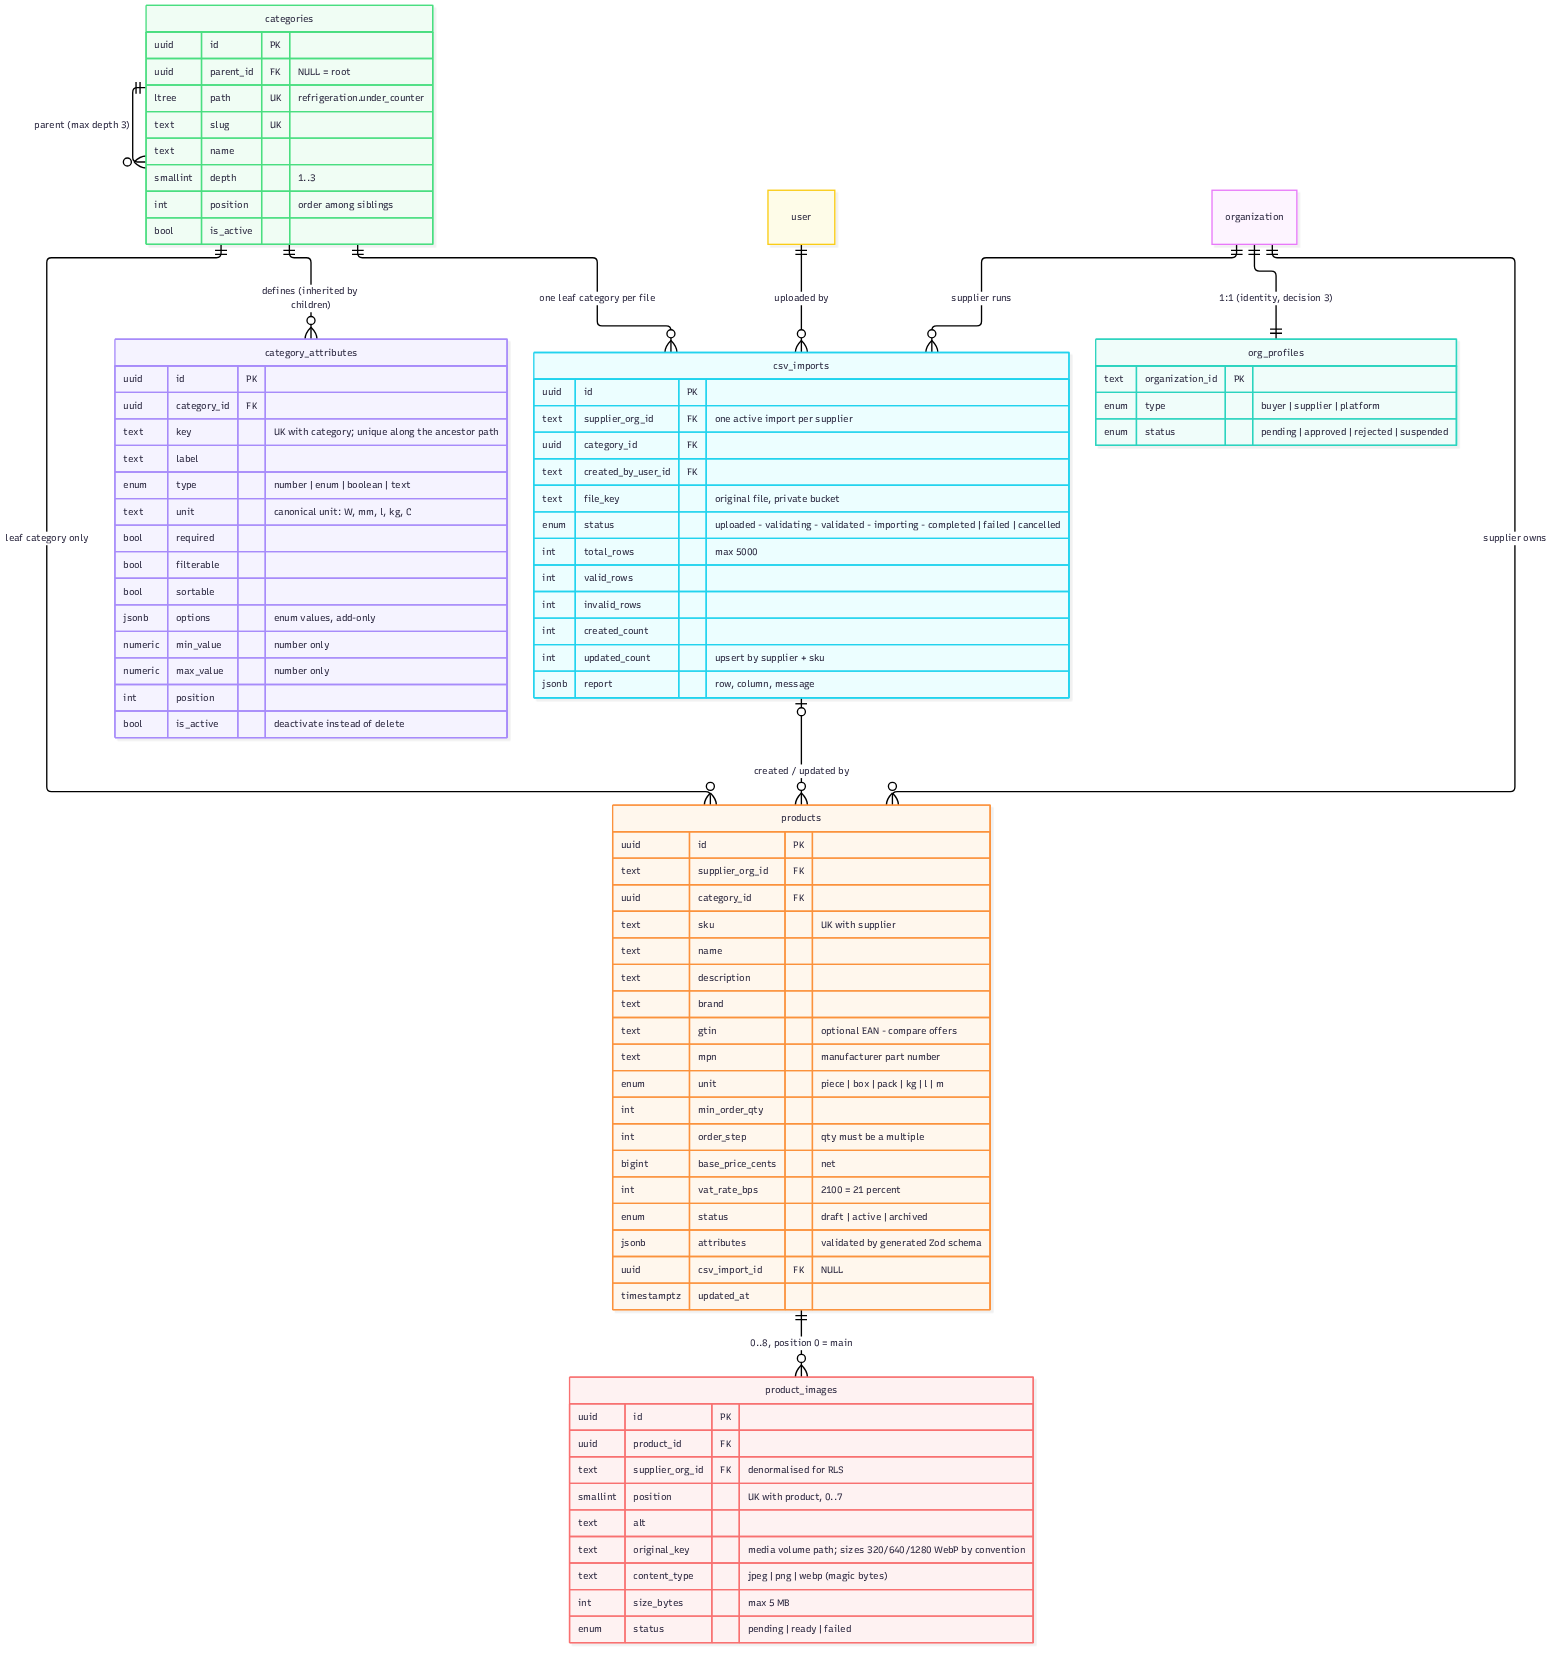 categories
uuid id PK
uuid parent_id FK NULL = root
ltree path UK refrigeration.under_counter
text slug UK
text name
smallint depth 1..3
int position order among siblings
bool is_active
parent (max depth 3)
user
organization
defines (inherited by
children)
one leaf category per file
uploaded by
supplier runs
1:1 (identity, decision 3)
category_attributes
uuid id PK
uuid category_id FK
text key UK with category; unique along the ancestor path
text label
enum type number | enum | boolean | text
text unit canonical unit: W, mm, l, kg, C
bool required
bool filterable
bool sortable
jsonb options enum values, add-only
numeric min_value number only
numeric max_value number only
int position
bool is_active deactivate instead of delete
csv_imports
uuid id PK
text supplier_org_id FK one active import per supplier
uuid category_id FK
text created_by_user_id FK
text file_key original file, private bucket
enum status uploaded - validating - validated - importing - completed | failed | cancelled
int total_rows max 5000
int valid_rows
int invalid_rows
int created_count
int updated_count upsert by supplier + sku
jsonb report row, column, message
org_profiles
text organization_id PK
enum type buyer | supplier | platform
enum status pending | approved | rejected | suspended
leaf category only
supplier owns
created / updated by
products
uuid id PK
text supplier_org_id FK
uuid category_id FK
text sku UK with supplier
text name
text description
text brand
text gtin optional EAN - compare offers
text mpn manufacturer part number
enum unit piece | box | pack | kg | l | m
int min_order_qty
int order_step qty must be a multiple
bigint base_price_cents net
int vat_rate_bps 2100 = 21 percent
enum status draft | active | archived
jsonb attributes validated by generated Zod schema
uuid csv_import_id FK NULL
timestamptz updated_at
0..8, position 0 = main
product_images
uuid id PK
uuid product_id FK
text supplier_org_id FK denormalised for RLS
smallint position UK with product, 0..7
text alt
text original_key media volume path; sizes 320/640/1280 WebP by convention
text content_type jpeg | png | webp (magic bytes)
int size_bytes max 5 MB
enum status pending | ready | failed